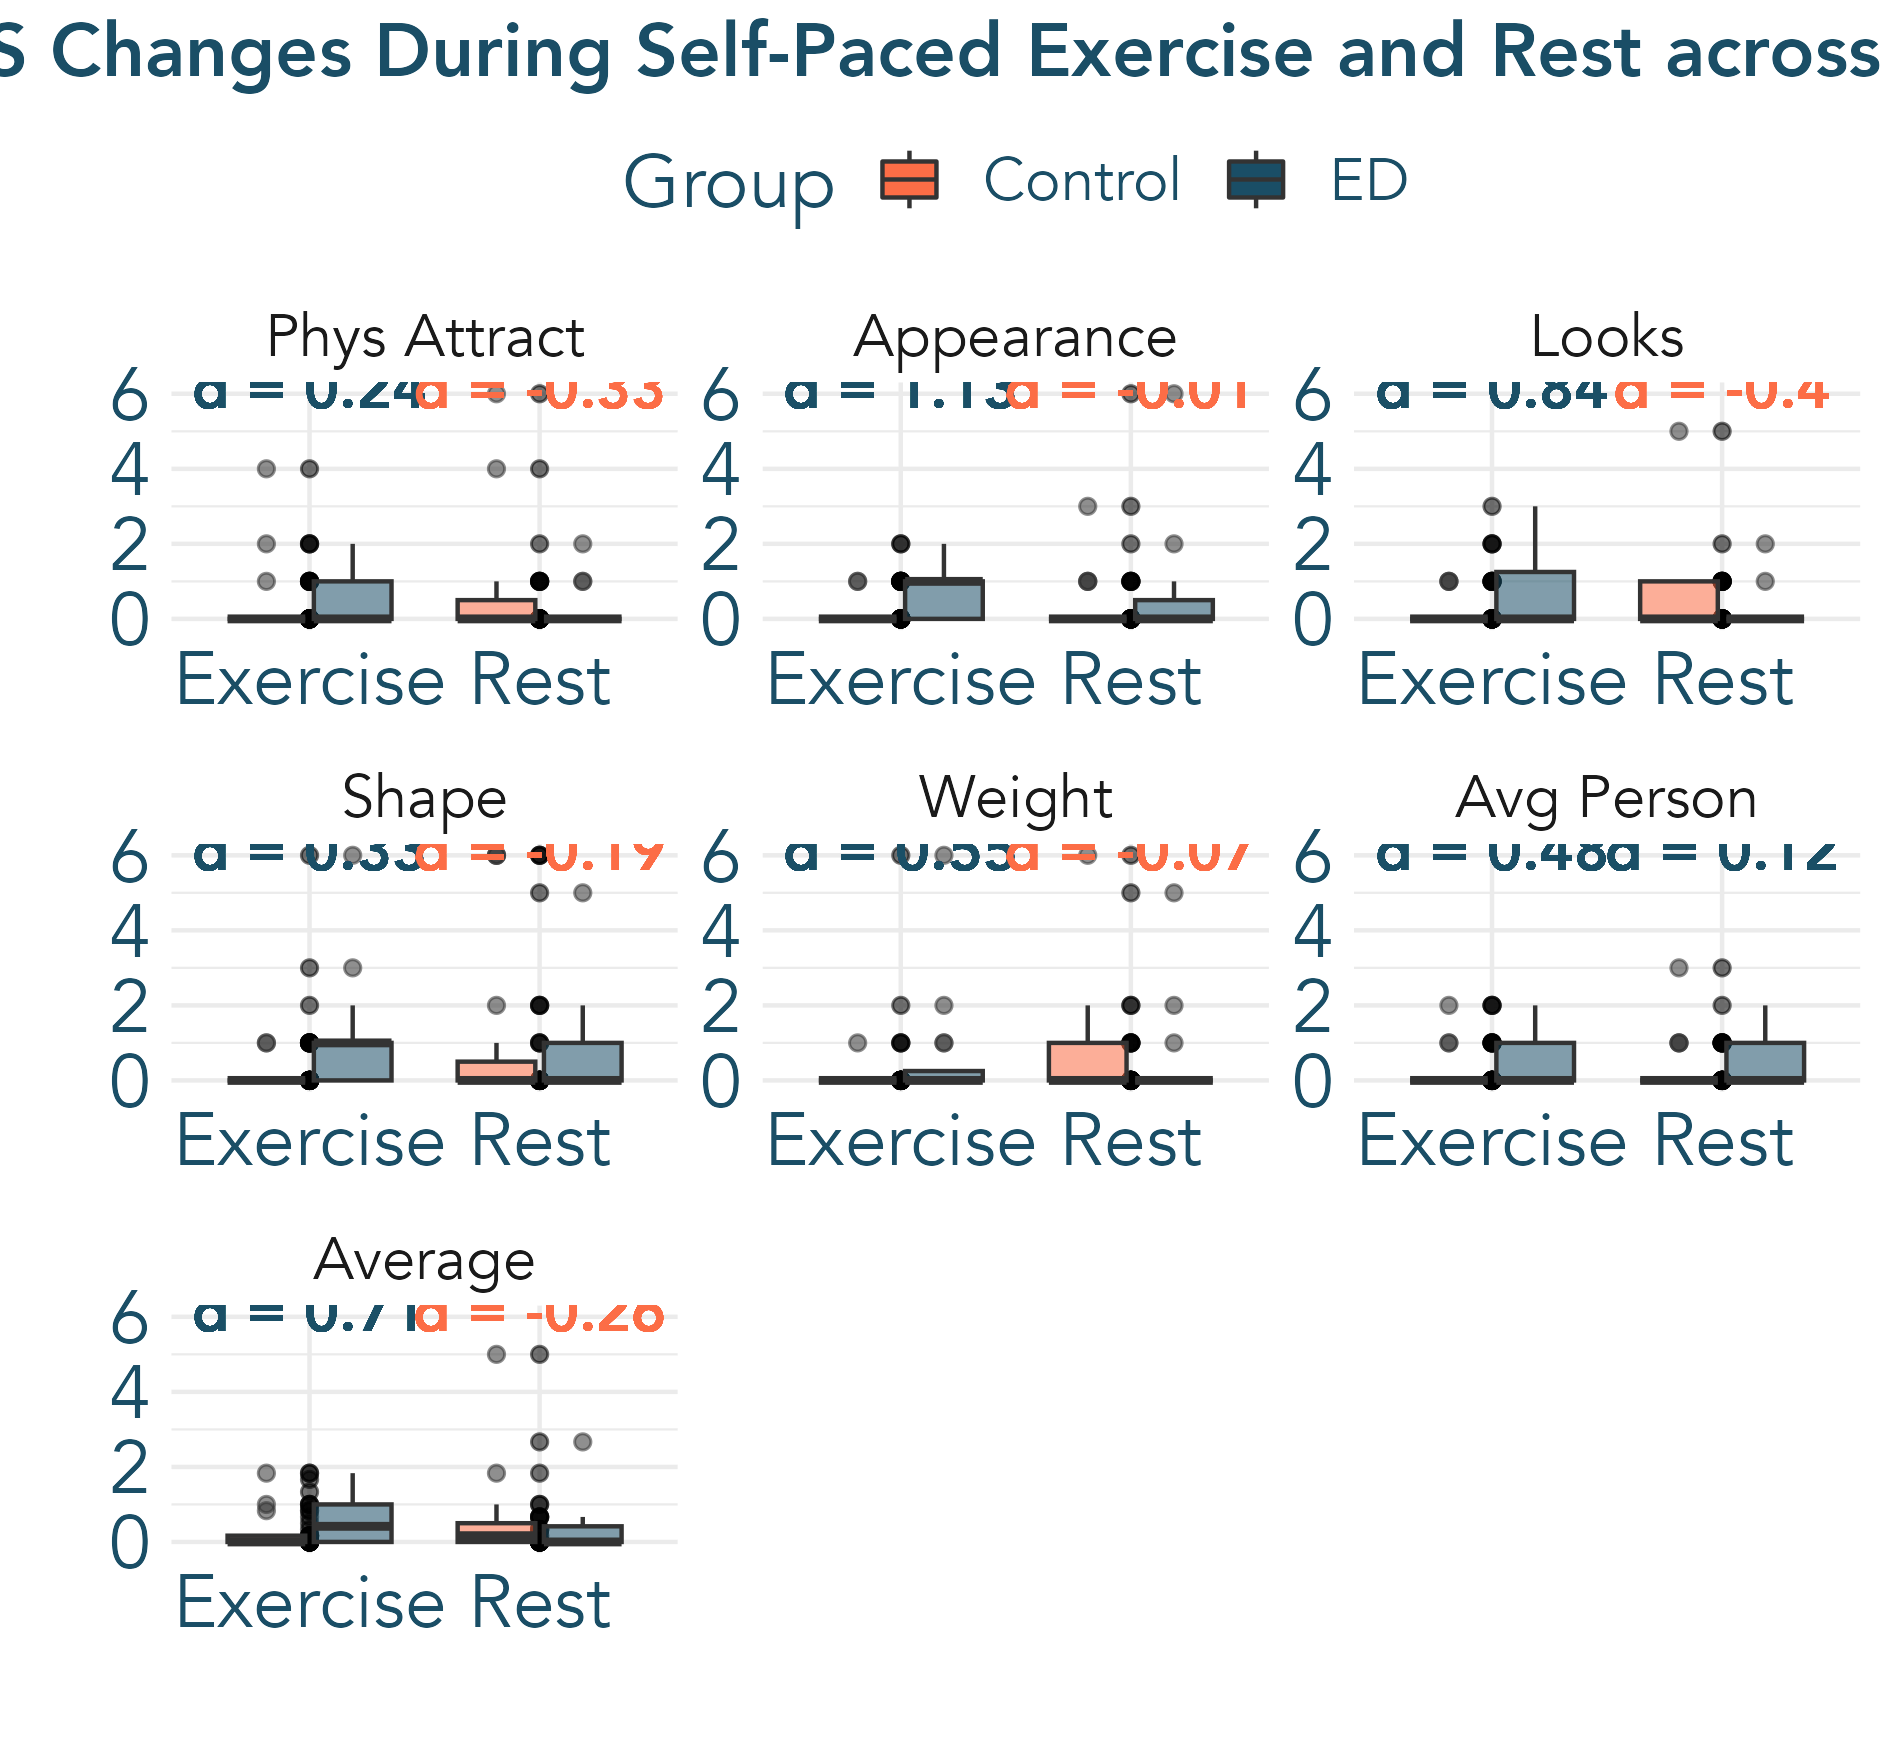 S Changes During Self-Paced Exercise and Rest across
Group Control ED
Phys Attract Appearance Looks
6 d = 0.24 d = -0.33 6 d = 1.13 d = -0.01 6 d = 0.84 d = -0.4
4 4 4
2 2 2
0 0 0
Exercise Rest Exercise Rest Exercise Rest
Shape Weight Avg Person
6 d = 0.33 d = -0.19 6 d = 0.55 d = -0.07 6 d = 0.48 d = 0.12
4 4 4
2 2 2
0 0 0
Exercise Rest Exercise Rest Exercise Rest
Average
6 d = 0.71 d = -0.26
4
2
0
Exercise Rest